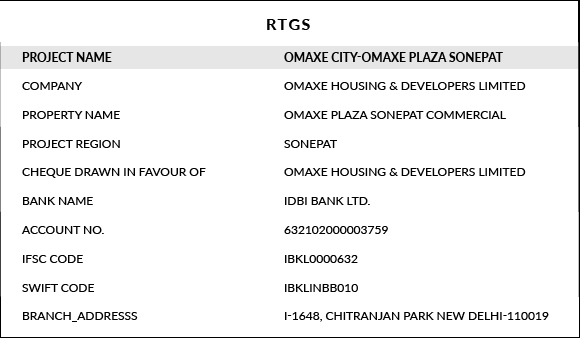 RTGS
PROJECT NAME OMAXE CITY-OMAXE PLAZA SONEPAT
COMPANY OMAXE HOUSING & DEVELOPERS LIMITED
PROPERTY NAME OMAXE PLAZA SONEPAT COMMERCIAL
PROJECT REGION SONEPAT
CHEQUE DRAWN IN FAVOUR OF OMAXE HOUSING & DEVELOPERS LIMITED
BANK NAME IDBI BANK LTD.
ACCOUNT NO. 632102000003759
IFSC CODE IBKL0000632
SWIFT CODE IBKLINBB010
BRANCH_ADDRESSS I-1648, CHITRANJAN PARK NEW DELHI-110019